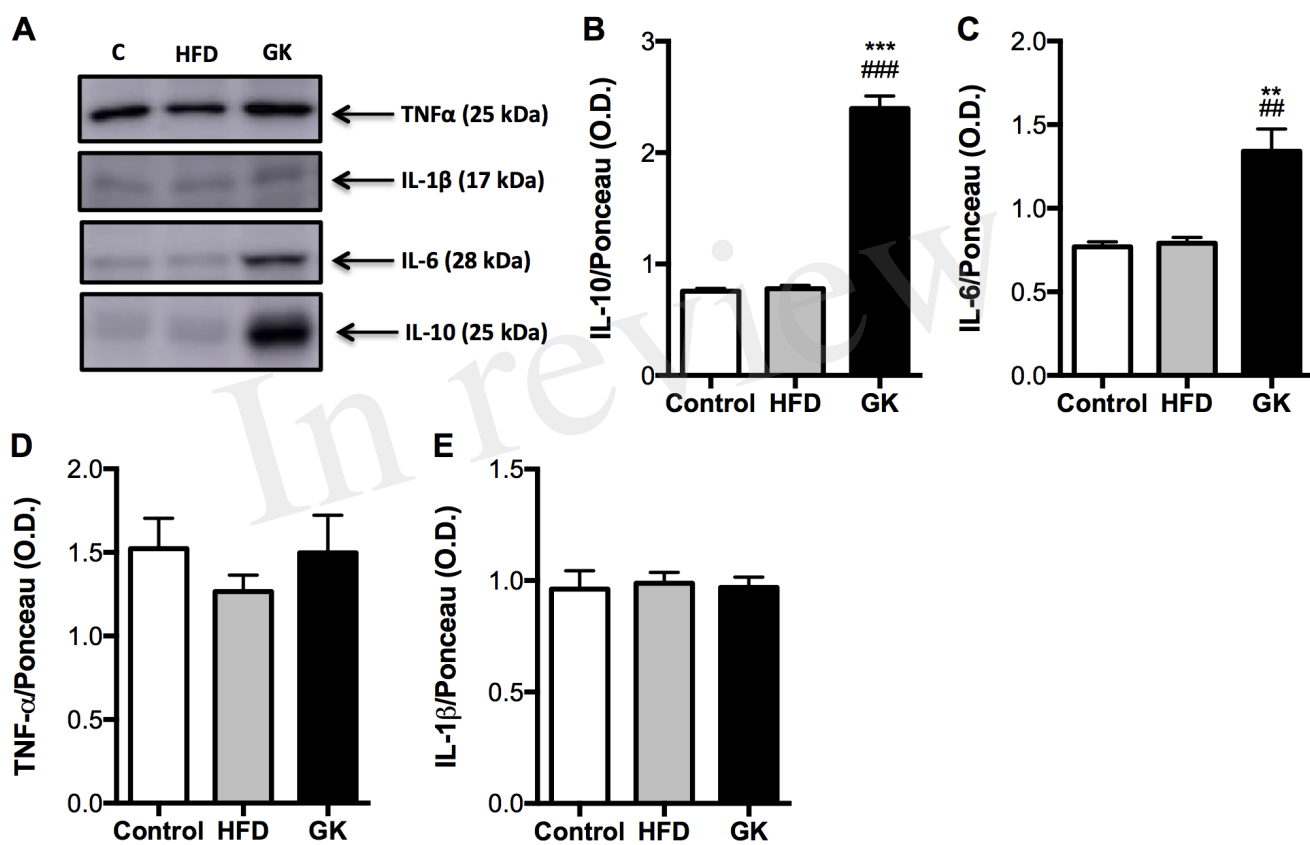 A
C HFD GK
TNFα (25 kDa)
IL-1β (17 kDa)
IL-6 (28 kDa)
IL-10 (25 kDa)
B
IL-10/Ponceau (O.D.)
3
2
1
0
***
###
Control HFD GK
C
IL-6/Ponceau (O.D.)
2.0
1.5
1.0
0.5
0.0
**
##
Control HFD GK
D
TNF-α/Ponceau (O.D.)
2.0
1.5
1.0
0.5
0.0
Control HFD GK
E
IL-1β/Ponceau (O.D.)
1.5
1.0
0.5
0.0
Control HFD GK
In review